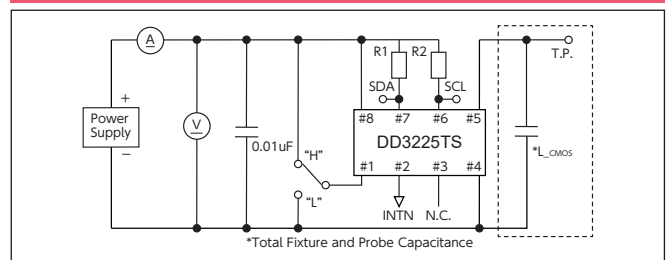 A
R1 R2
T.P.
SDA SCL
+
Power
Supply
−
V
0.01uF
#8 #7 #6 #5
DD3225TS
#1 #2 #3 #4
"H"
"L"
INTN N.C.
*L_CMOS
*Total Fixture and Probe Capacitance